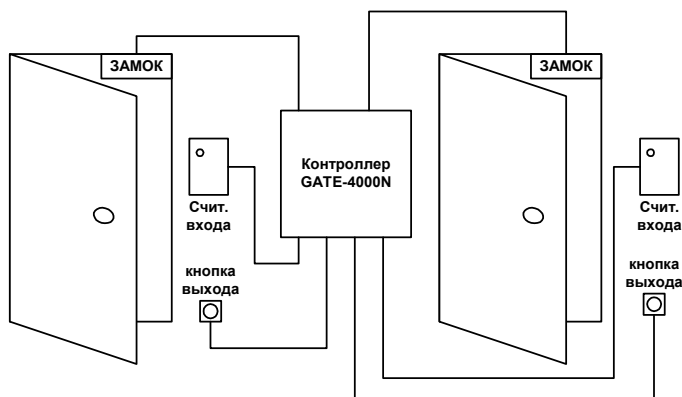 ЗАМОК
ЗАМОК
Контроллер
GATE-4000N
Счит.
входа
Счит.
входа
кнопка
выхода
кнопка
выхода